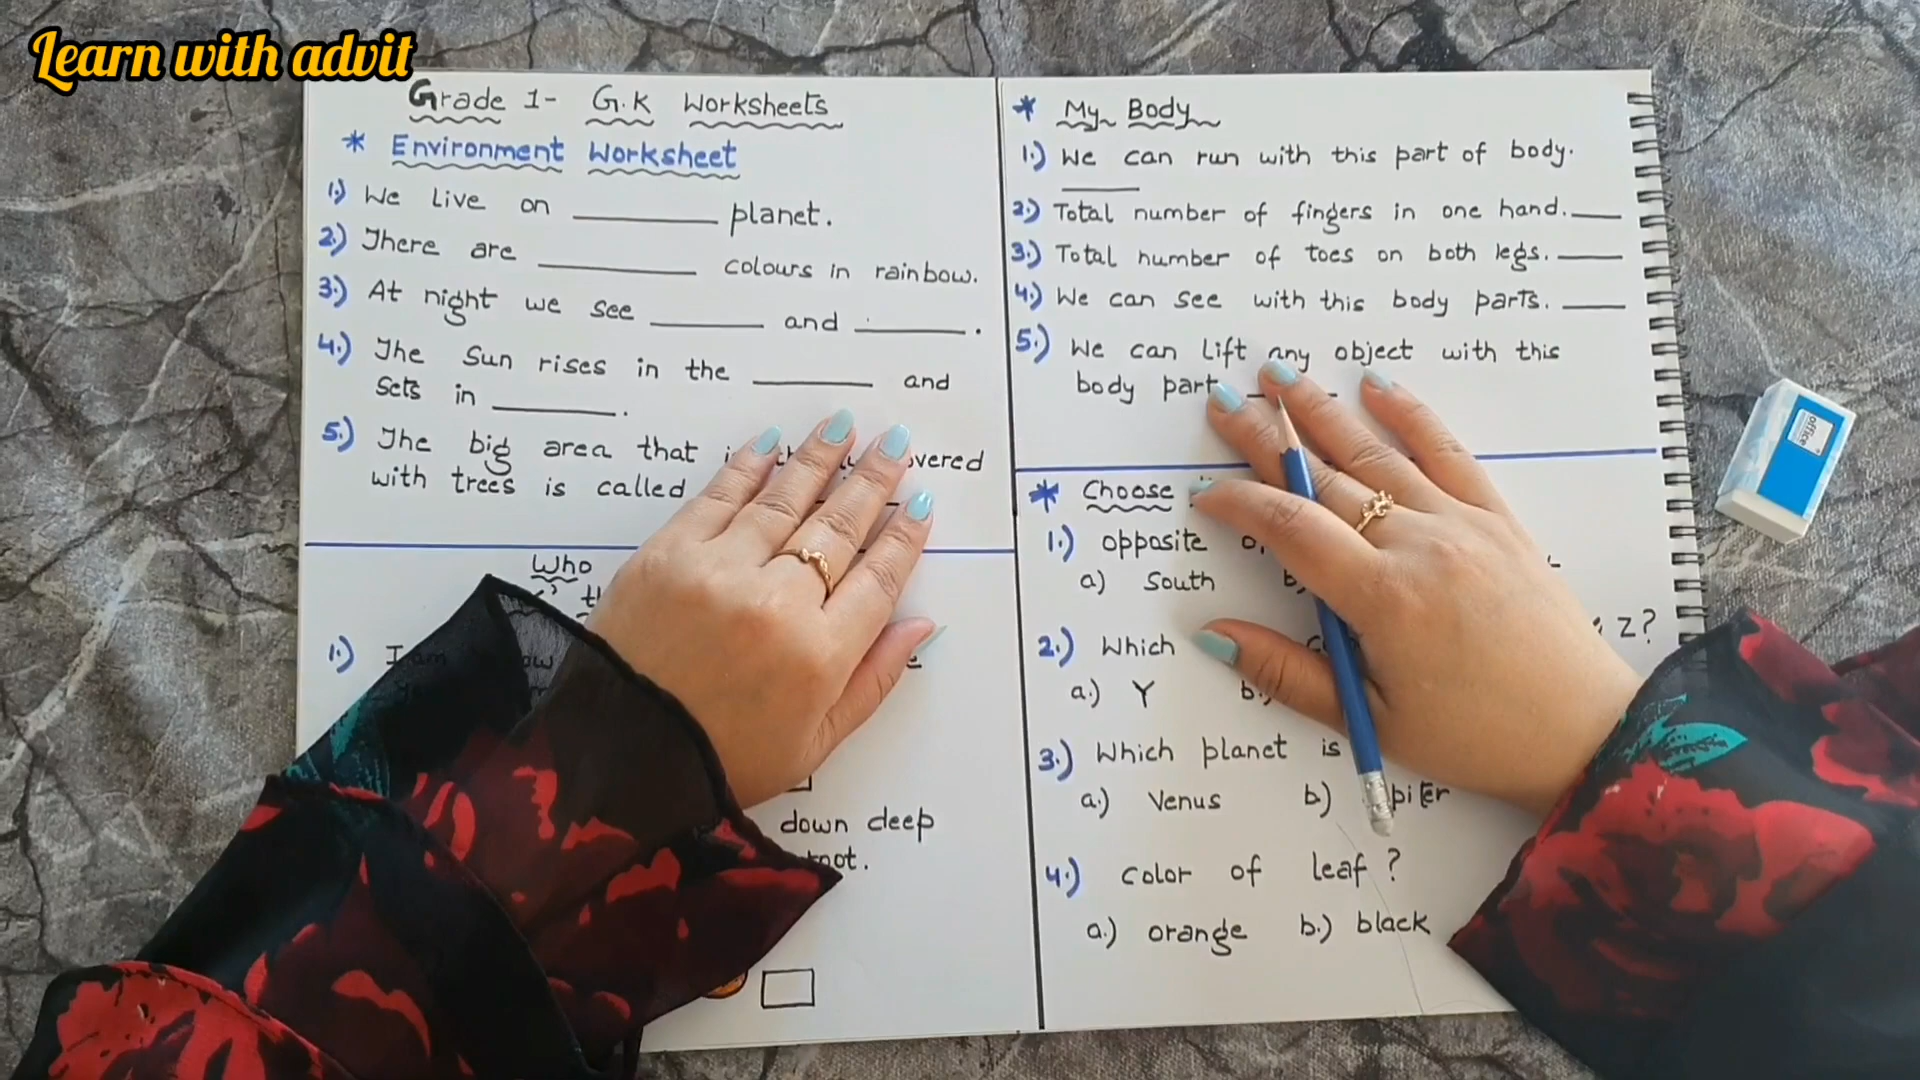 Learn with advit
Grade 1- G.K Worksheets
* Environment Worksheet
1.) We live on ______ planet.
2.) There are ______ colours in rainbow.
3.) At night we see ______ and ______.
4.) The Sun rises in the ______ and
sets in ______.
5.) The big area that
with trees is called
Who
1.) I am
down deep
* My Body
1.) We can run with this part of body.
______
2.) Total number of fingers in one hand. ____
3.) Total number of toes on both legs. ____
4.) We can see with this body parts. ____
5.) We can lift any object with this
body part
* Choose
1.) opposite
a.) South
2.) Which Z?
a.) Y b.)
3.) Which planet is
a.) Venus b.)
4.) color of leaf ?
a.) orange b.) black
office